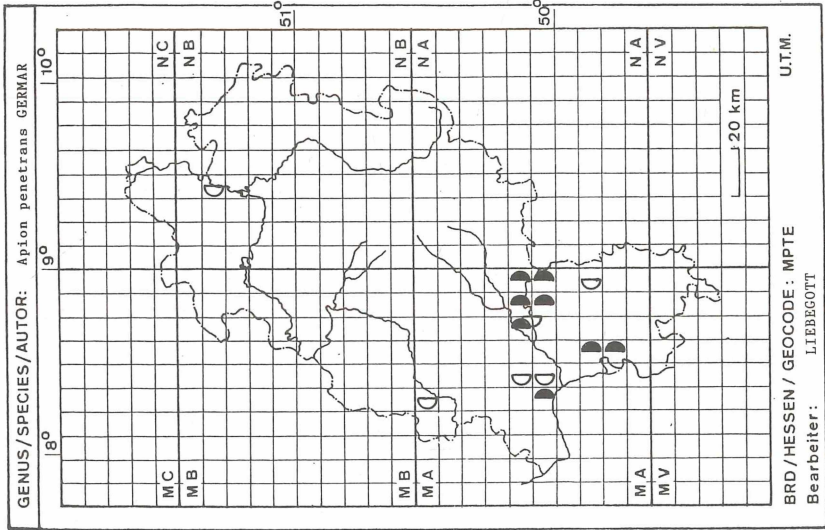 GENUS/SPECIES/AUTOR: Apion penetrans GERMAR
8° 9° 10°
MC NC
MB NB
51°
MB NB
MA NA
50°
MA NA
MV NV
20 km
BRD/HESSEN/GEOCODE: MPTE U.T.M.
Bearbeiter: LIEBEGOTT